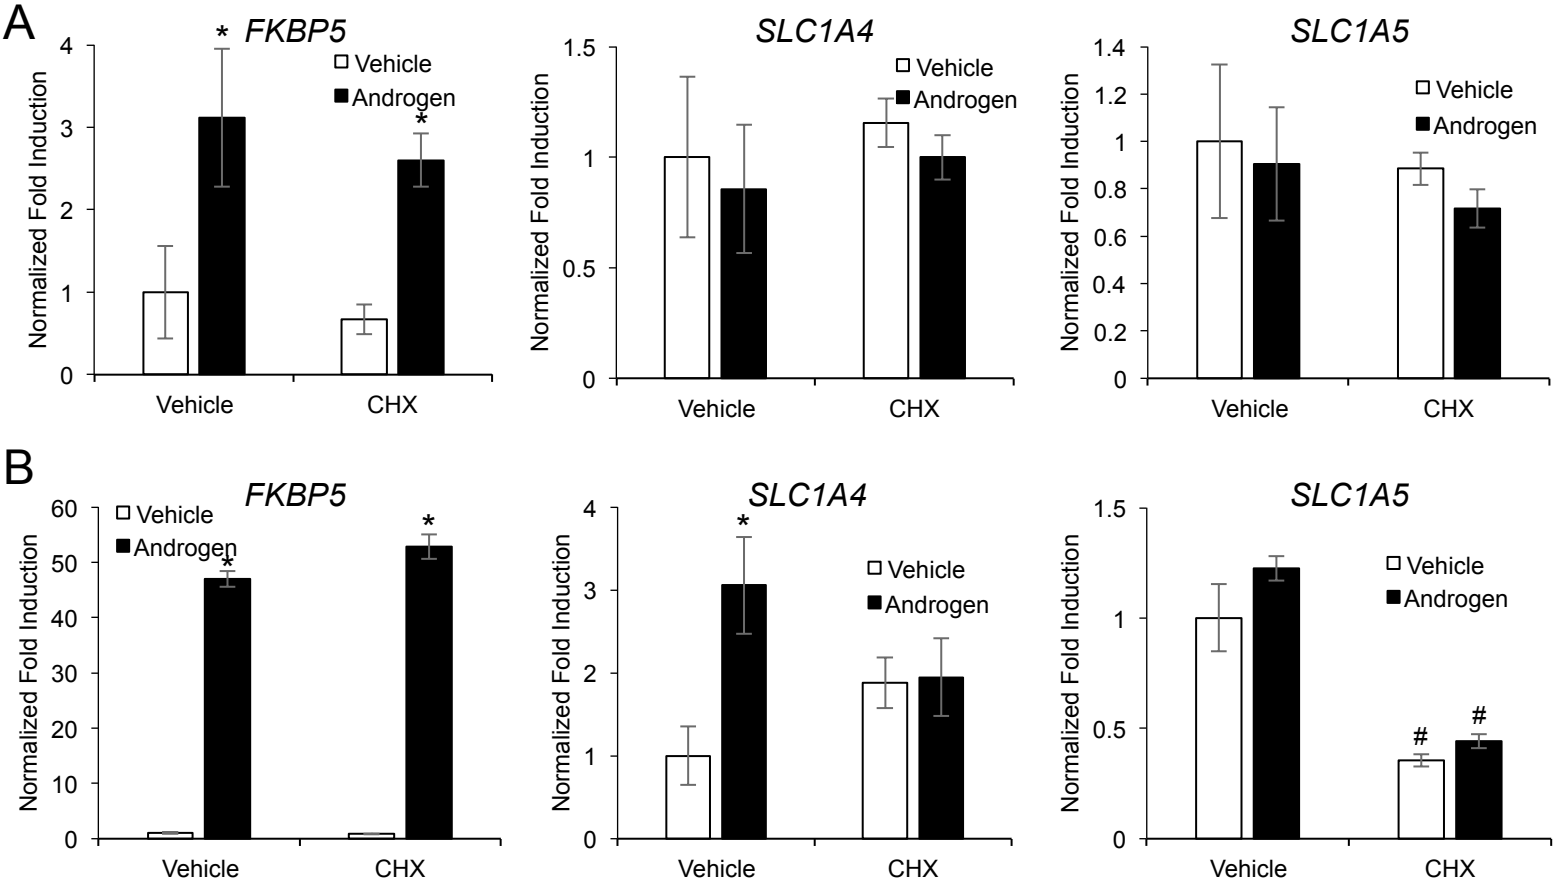 A
FKBP5
*
Vehicle
Androgen
*
Normalized Fold Induction
4
3
2
1
0
Vehicle
CHX
SLC1A4
Vehicle
Androgen
Normalized Fold Induction
1.5
1
0.5
0
Vehicle
CHX
SLC1A5
Vehicle
Androgen
Normalized Fold Induction
1.4
1.2
1
0.8
0.6
0.4
0.2
0
Vehicle
CHX
B
FKBP5
Vehicle
Androgen
*
*
Normalized Fold Induction
60
50
40
30
20
10
0
Vehicle
CHX
SLC1A4
*
Vehicle
Androgen
Normalized Fold Induction
4
3
2
1
0
Vehicle
CHX
SLC1A5
Vehicle
Androgen
#
#
Normalized Fold Induction
1.5
1
0.5
0
Vehicle
CHX